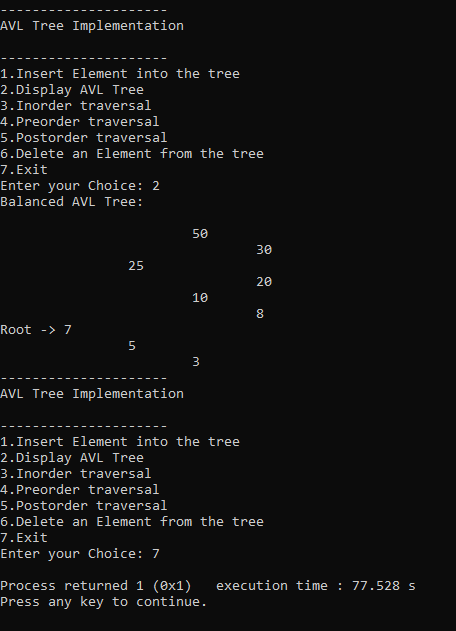 ---------------------
AVL Tree Implementation
---------------------
1.Insert Element into the tree
2.Display AVL Tree
3.Inorder traversal
4.Preorder traversal
5.Postorder traversal
6.Delete an Element from the tree
7.Exit
Enter your Choice: 2
Balanced AVL Tree:
50
30
25
20
10
8
Root -> 7
5
3
---------------------
AVL Tree Implementation
---------------------
1.Insert Element into the tree
2.Display AVL Tree
3.Inorder traversal
4.Preorder traversal
5.Postorder traversal
6.Delete an Element from the tree
7.Exit
Enter your Choice: 7
Process returned 1 (0x1)   execution time : 77.528 s
Press any key to continue.